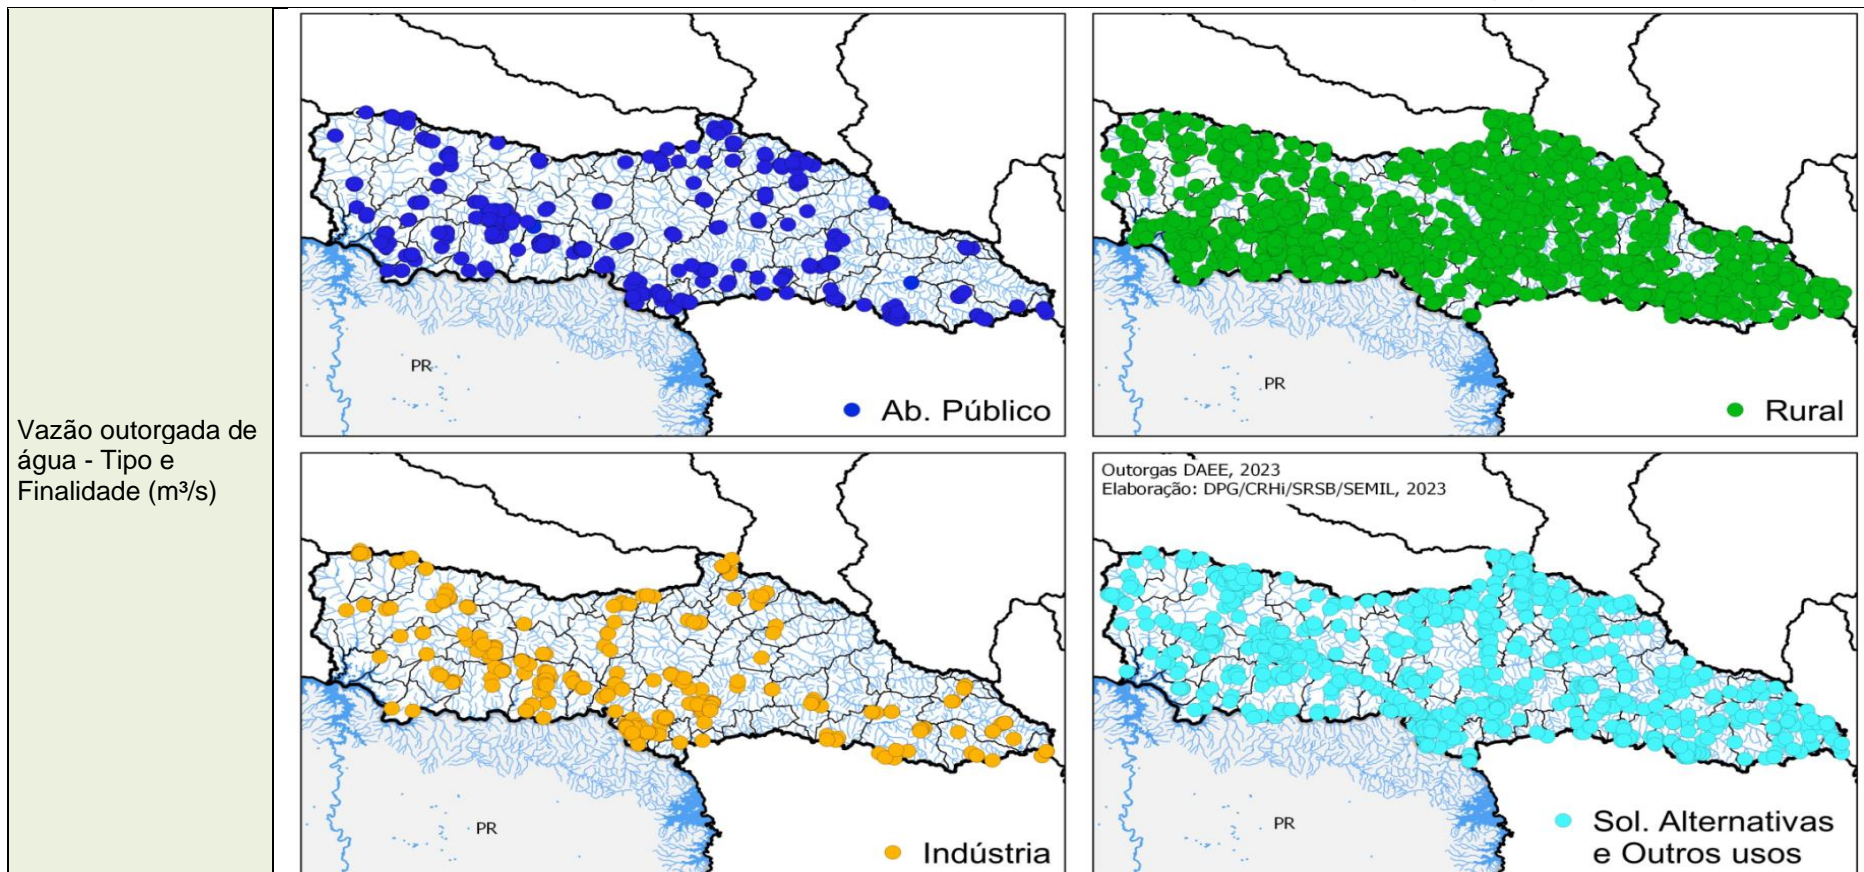 Vazão outorgada de
água - Tipo e
Finalidade (m³/s)
PR
Ab. Público
PR
Rural
PR
Indústria
Outorgas DAEE, 2023
Elaboração: DPG/CRHi/SRSB/SEMIL, 2023
PR
Sol. Alternativas
e Outros usos